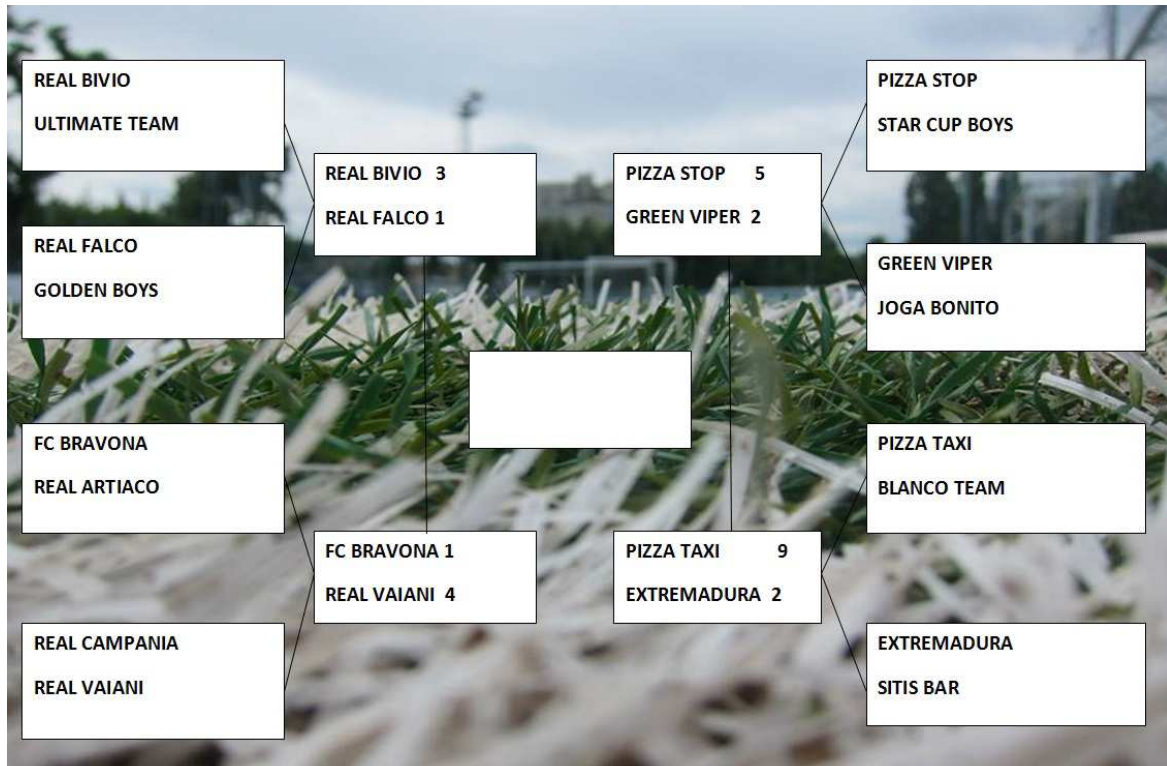 REAL BIVIO
ULTIMATE TEAM
REAL FALCO
GOLDEN BOYS
FC BRAVONA
REAL ARTIACO
REAL CAMPANIA
REAL VAIANI
REAL BIVIO 3
REAL FALCO 1
FC BRAVONA 1
REAL VAIANI 4
PIZZA STOP 5
GREEN VIPER 2
PIZZA TAXI 9
EXTREMADURA 2
PIZZA STOP
STAR CUP BOYS
GREEN VIPER
JOGA BONITO
PIZZA TAXI
BLANCO TEAM
EXTREMADURA
SITIS BAR